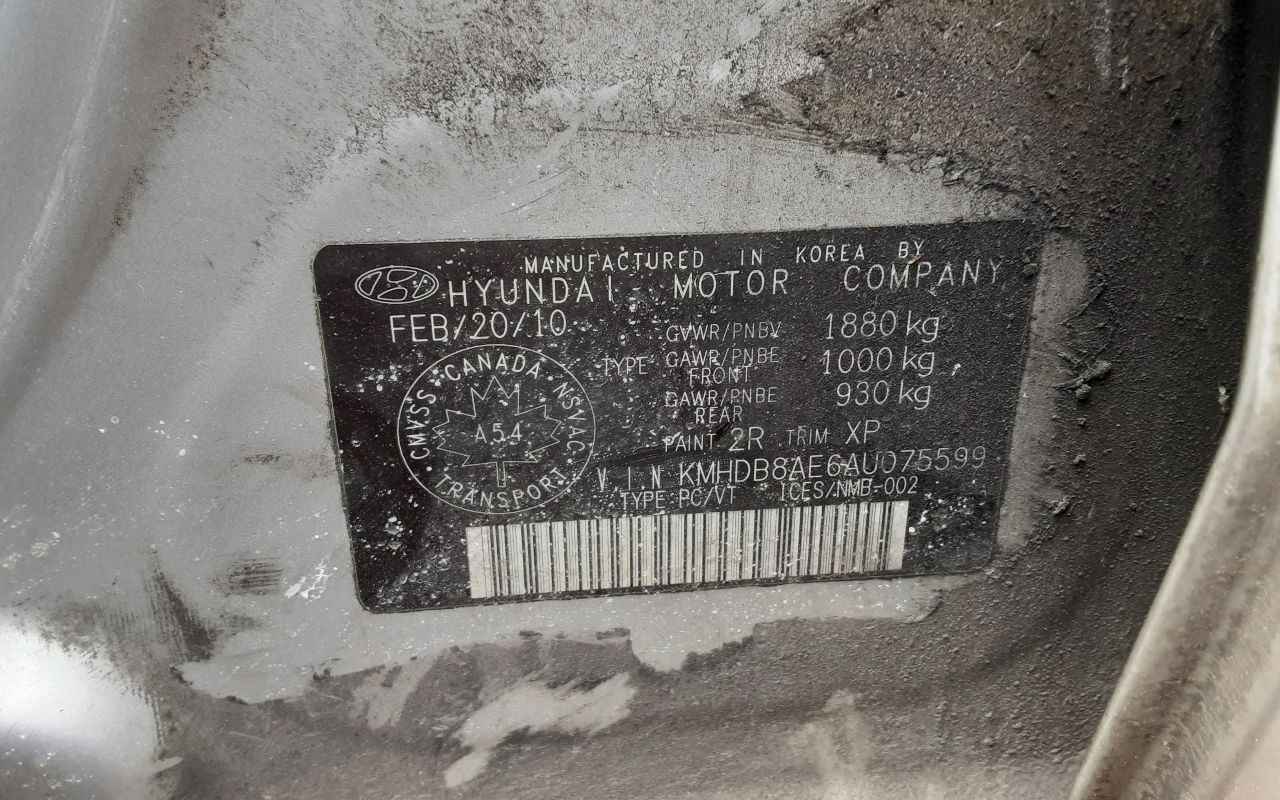 MANUFACTURED IN KOREA BY
HYUNDAI MOTOR COMPANY
FEB/20/10
GVWR/PNBV 1880 kg
TYPE GAWR/PNBE FRONT 1000 kg
GAWR/PNBE REAR 930 kg
CMVSS · CANADA · NSVAC · TRANSPORT
A54
PAINT 2R TRIM XP
VIN KMHDB8AE6AU075599
TYPE PC/VT ICES/NMB-002